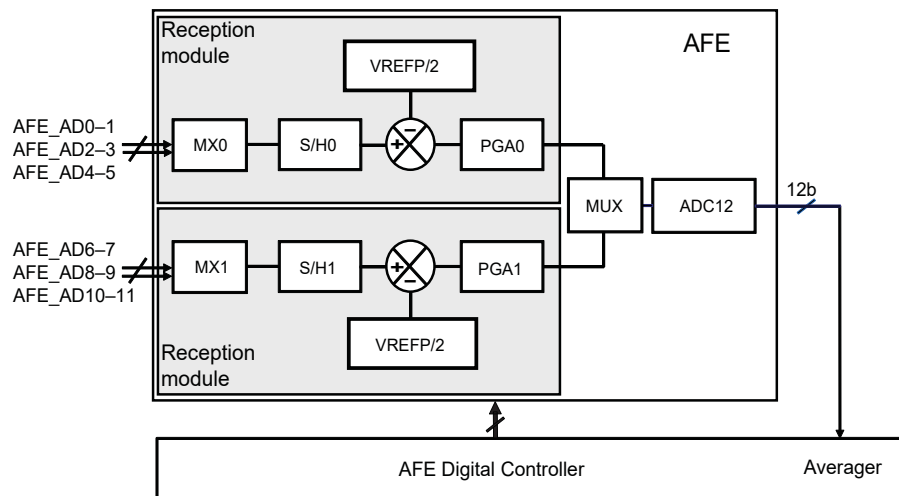 Reception
module
AFE
VREFP/2
AFE_AD0–1
AFE_AD2–3
AFE_AD4–5
MX0
S/H0
+
−
PGA0
MUX
ADC12
12b
AFE_AD6–7
AFE_AD8–9
AFE_AD10–11
MX1
S/H1
+
−
PGA1
VREFP/2
Reception
module
AFE Digital Controller
Averager